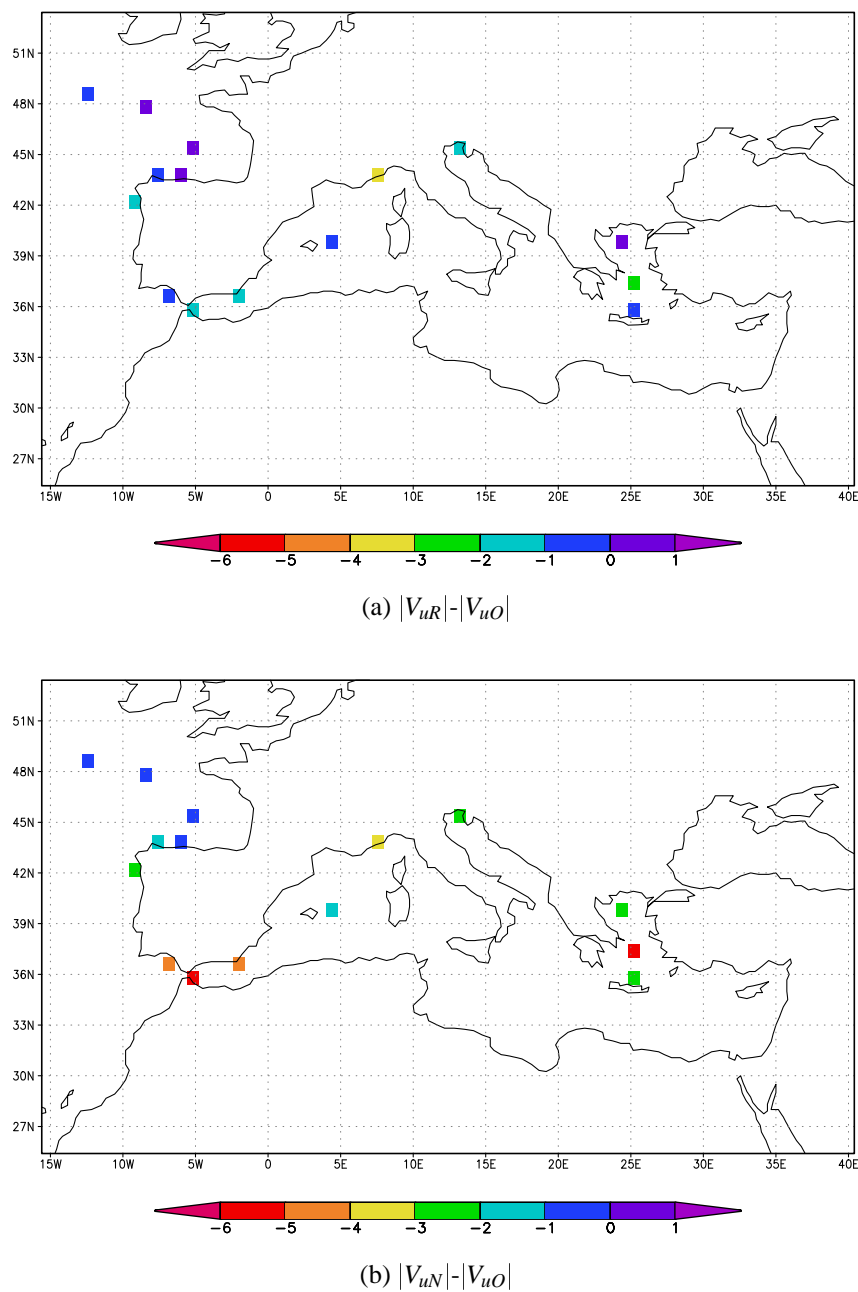 51N
48N
45N
42N
39N
36N
33N
30N
27N
15W 10W 5W 0 5E 10E 15E 20E 25E 30E 35E 40E
−6 −5 −4 −3 −2 −1 0 1
(a) |VuR|-|VuO|
51N
48N
45N
42N
39N
36N
33N
30N
27N
15W 10W 5W 0 5E 10E 15E 20E 25E 30E 35E 40E
−6 −5 −4 −3 −2 −1 0 1
(b) |VuN|-|VuO|